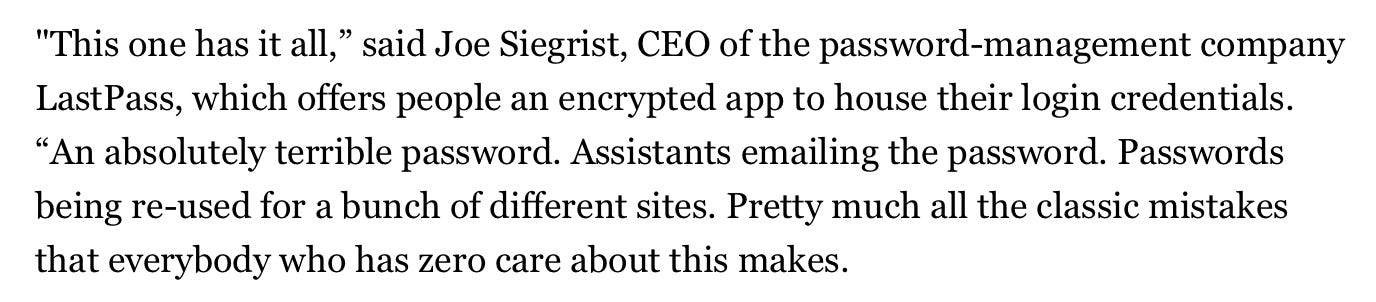 "This one has it all,” said Joe Siegrist, CEO of the password-management company
LastPass, which offers people an encrypted app to house their login credentials.
“An absolutely terrible password. Assistants emailing the password. Passwords
being re-used for a bunch of different sites. Pretty much all the classic mistakes
that everybody who has zero care about this makes.